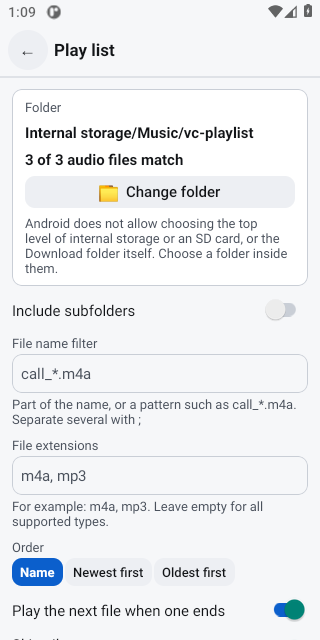 1:09
← Play list
Folder
Internal storage/Music/vc-playlist
3 of 3 audio files match
Change folder
Android does not allow choosing the top
level of internal storage or an SD card, or the
Download folder itself. Choose a folder inside
them.
Include subfolders
File name filter
call_*.m4a
Part of the name, or a pattern such as call_*.m4a.
Separate several with ;
File extensions
m4a, mp3
For example: m4a, mp3. Leave empty for all
supported types.
Order
Name Newest first Oldest first
Play the next file when one ends